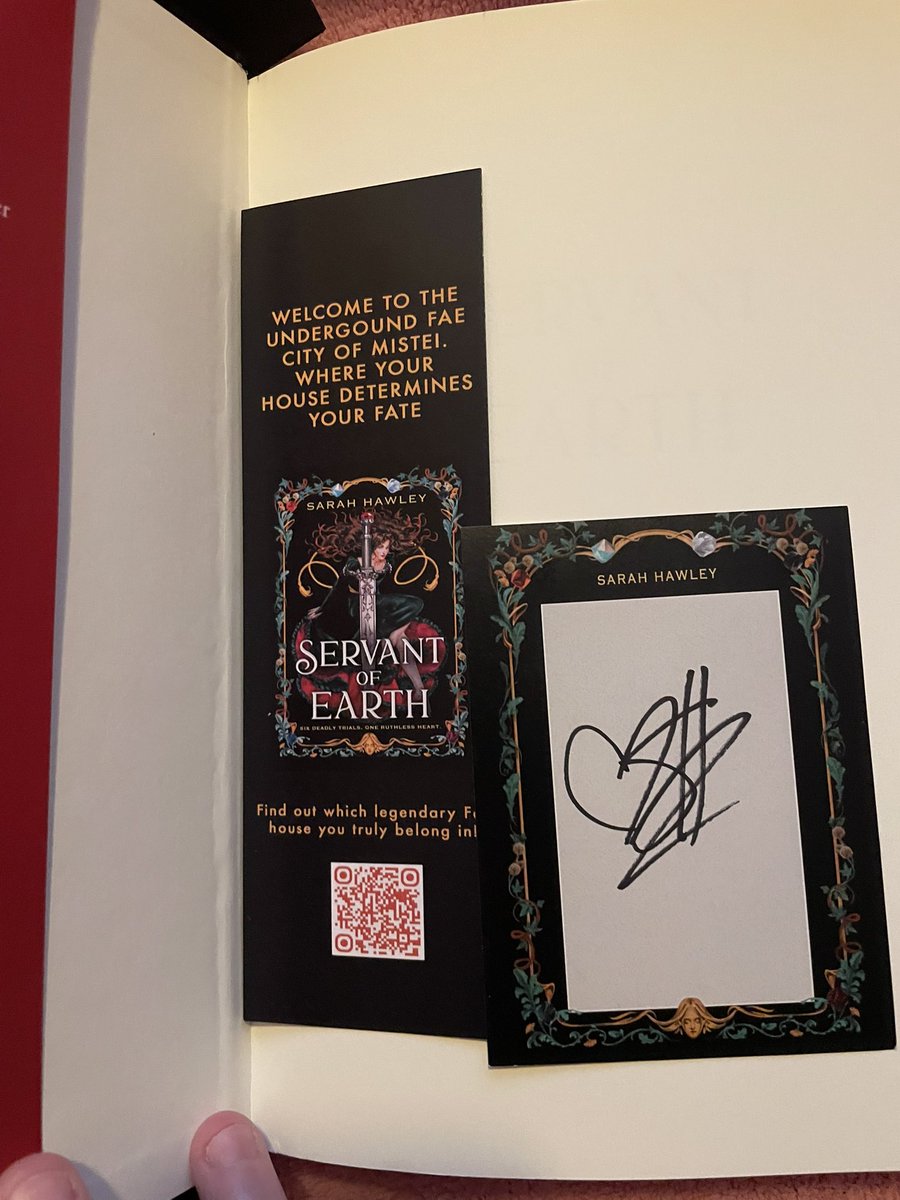 WELCOME TO THE
UNDERGOUND FAE
CITY OF MISTEI.
WHERE YOUR
HOUSE DETERMINES
YOUR FATE
SARAH HAWLEY
SERVANT
OF
EARTH
SIX DEADLY TRIALS. ONE RUTHLESS HEART.
Find out which legendary
house you truly belong in!
SARAH HAWLEY